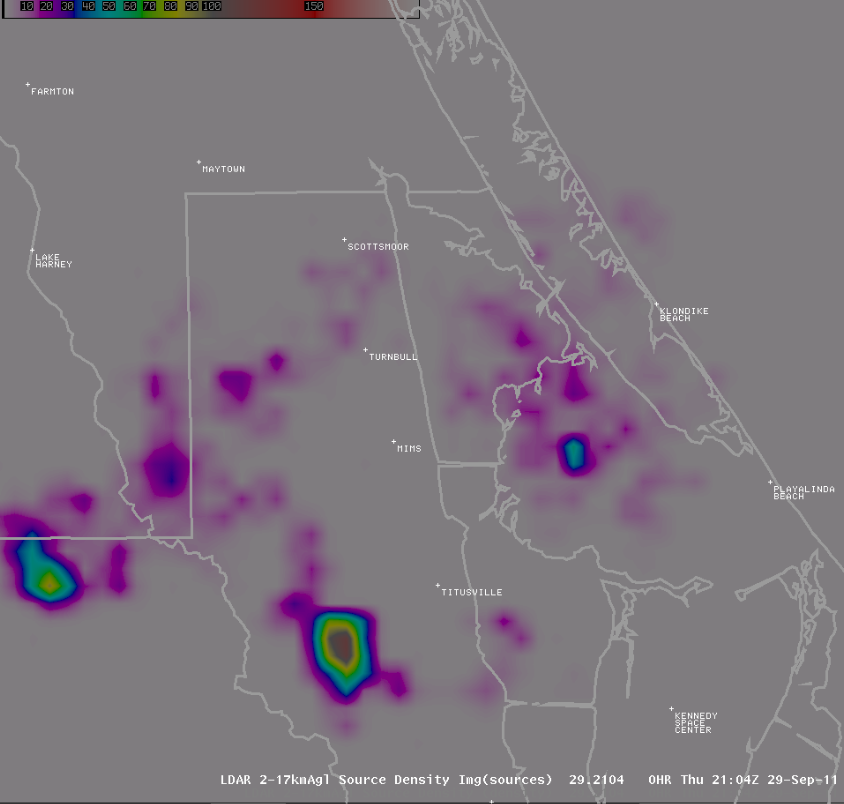 10 20 30 40 50 60 70 80 90 100 150
FARMTON
MAYTOWN
SCOTTSMOOR
LAKE
HARNEY
KLONDIKE
BEACH
TURNBULL
MIMS
PLAYALINDA
BEACH
TITUSVILLE
KENNEDY
SPACE
CENTER
LDAR 2-17kmAgl Source Density Img(sources) 29.2104 0HR Thu 21:04Z 29-Sep-11